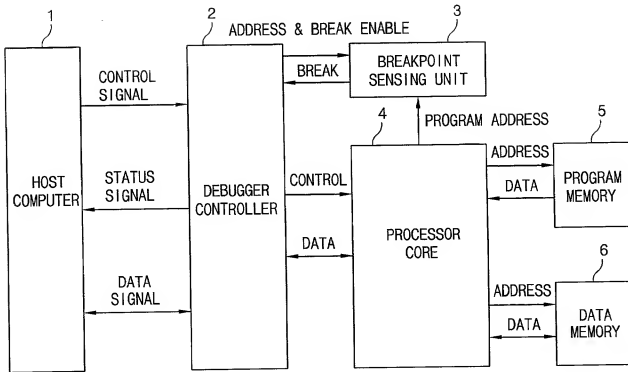 1
2
ADDRESS & BREAK ENABLE
3
BREAK
BREAKPOINT
SENSING UNIT
CONTROL
SIGNAL
4
PROGRAM ADDRESS
5
ADDRESS
PROGRAM
MEMORY
DATA
HOST
COMPUTER
STATUS
SIGNAL
DEBUGGER
CONTROLLER
CONTROL
PROCESSOR
CORE
DATA
6
DATA
SIGNAL
ADDRESS
DATA
MEMORY
DATA